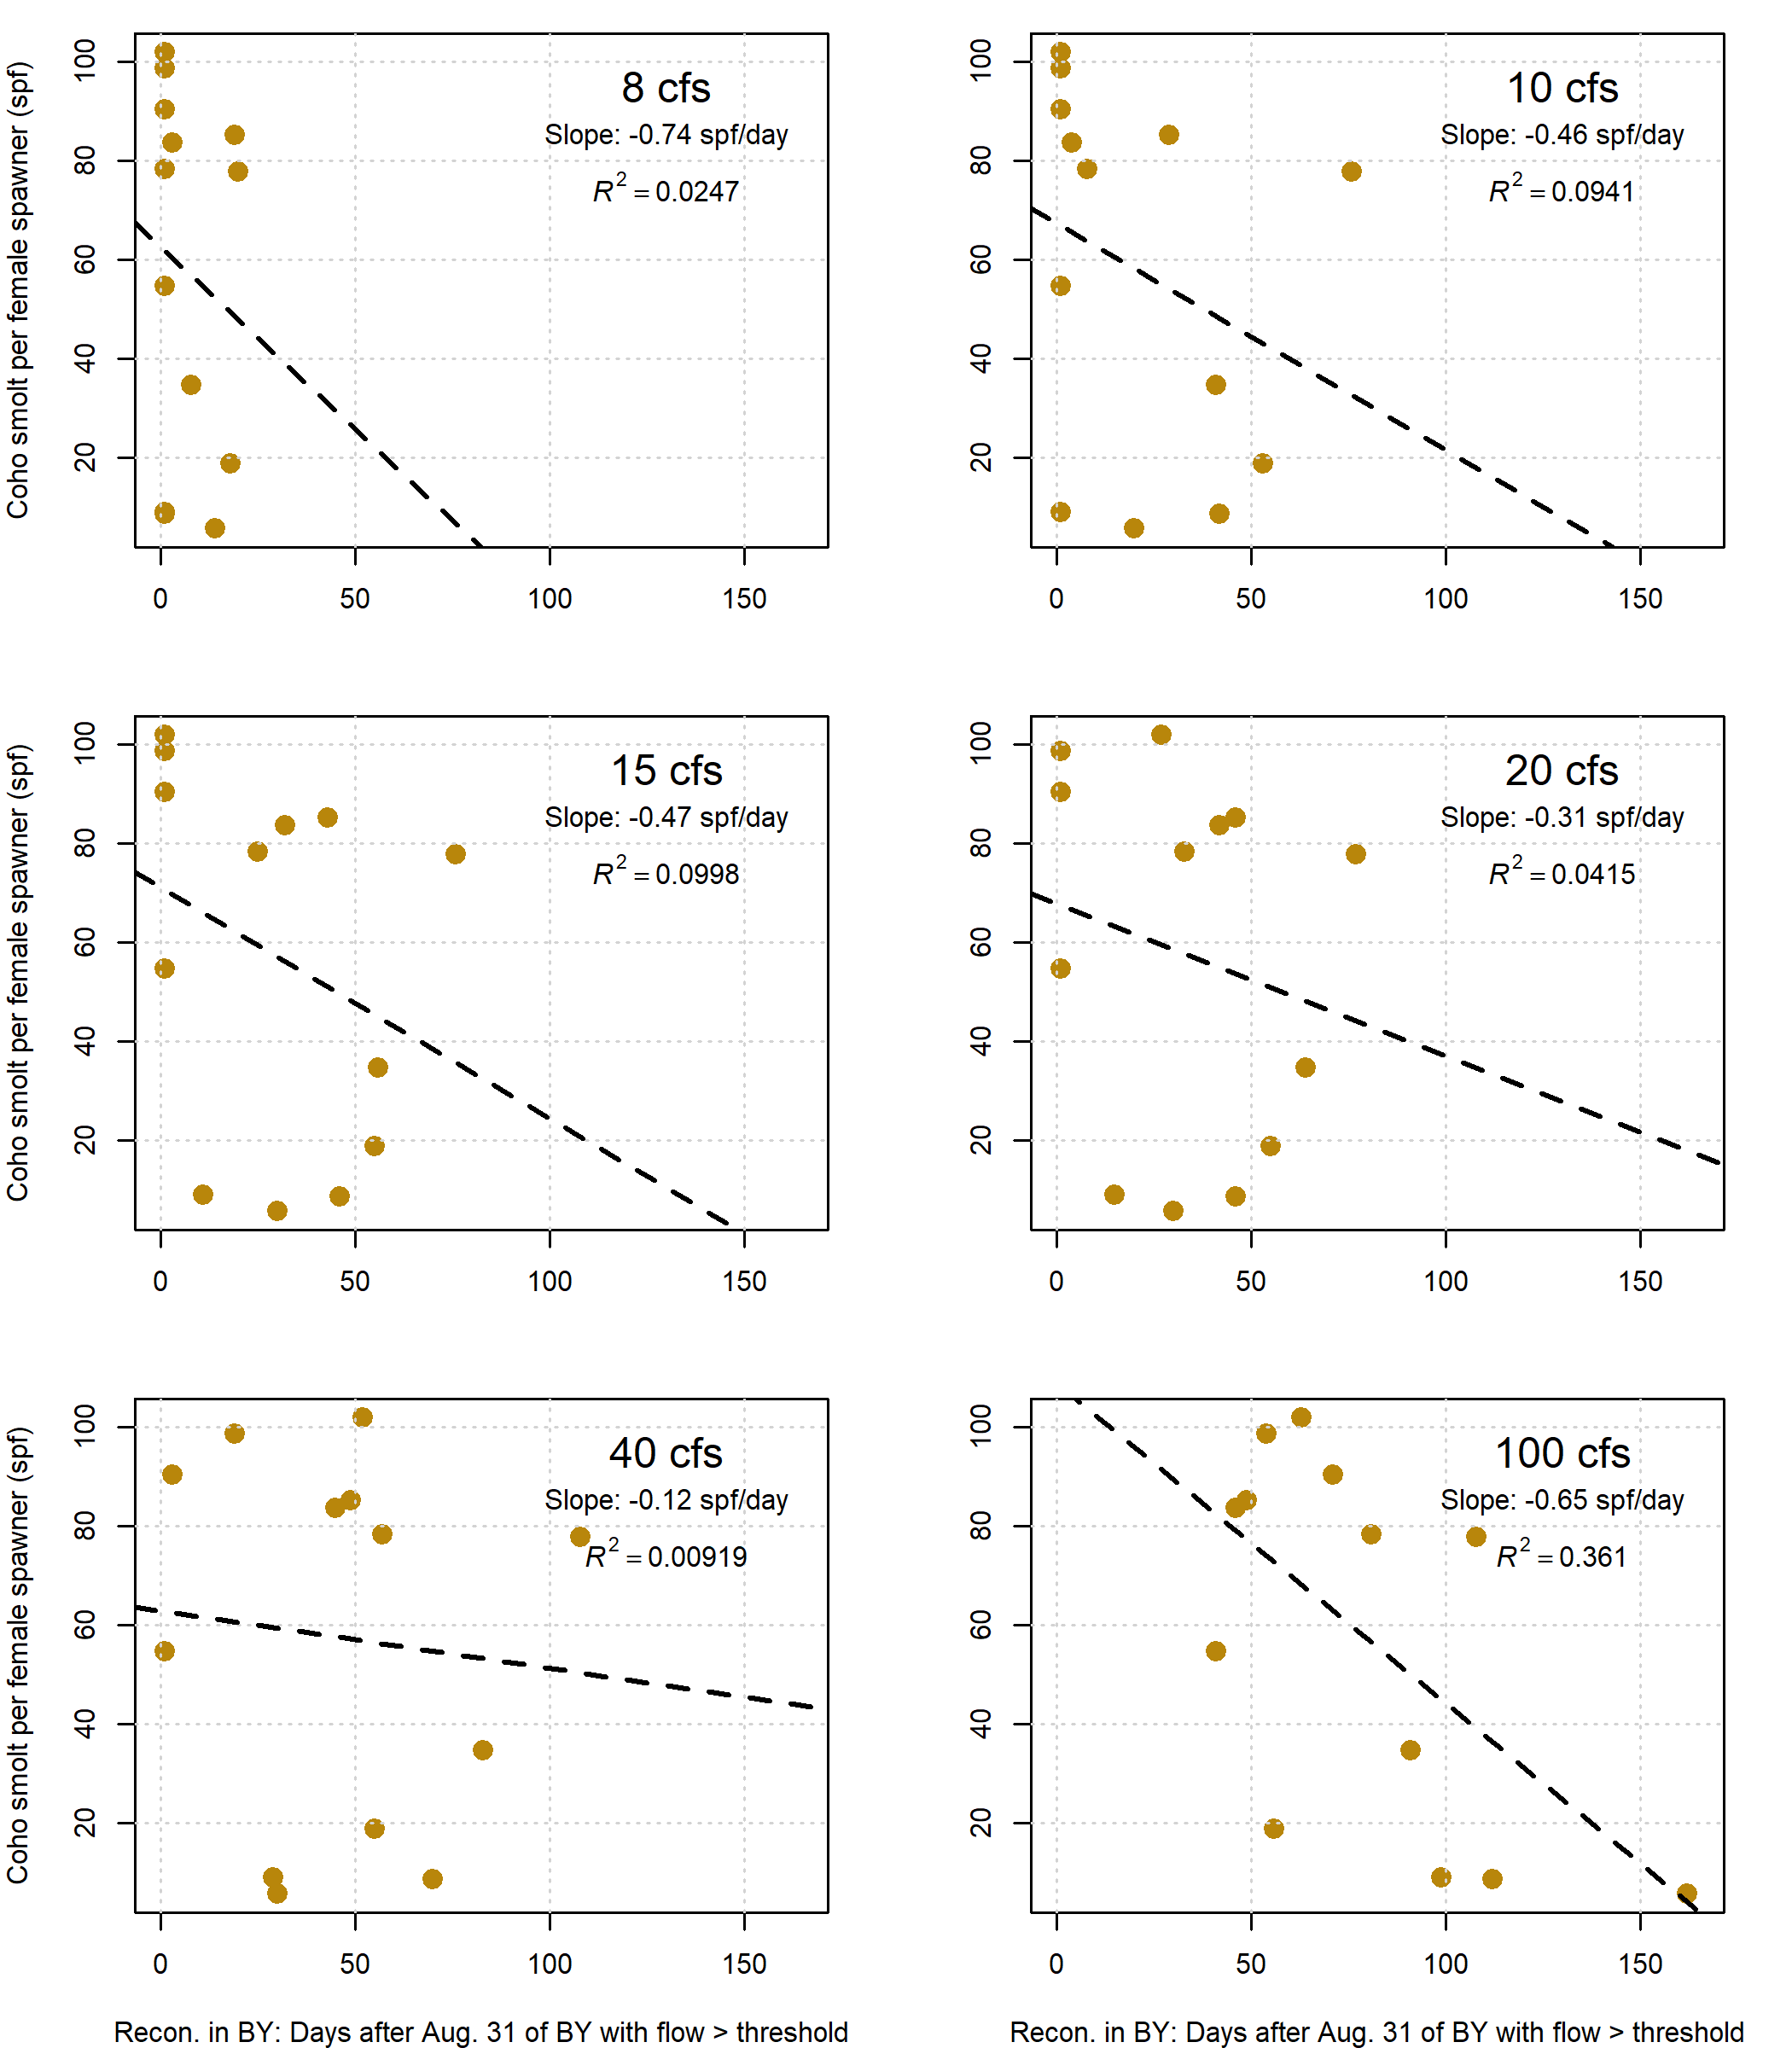 Coho smolt per female spawner (spf)
100
80
60
40
20
8 cfs
Slope: -0.74 spf/day
R² = 0.0247
0 50 100 150
100
80
60
40
20
10 cfs
Slope: -0.46 spf/day
R² = 0.0941
0 50 100 150
Coho smolt per female spawner (spf)
100
80
60
40
20
15 cfs
Slope: -0.47 spf/day
R² = 0.0998
0 50 100 150
100
80
60
40
20
20 cfs
Slope: -0.31 spf/day
R² = 0.0415
0 50 100 150
Coho smolt per female spawner (spf)
100
80
60
40
20
40 cfs
Slope: -0.12 spf/day
R² = 0.00919
0 50 100 150
Recon. in BY: Days after Aug. 31 of BY with flow > threshold
100
80
60
40
20
100 cfs
Slope: -0.65 spf/day
R² = 0.361
0 50 100 150
Recon. in BY: Days after Aug. 31 of BY with flow > threshold